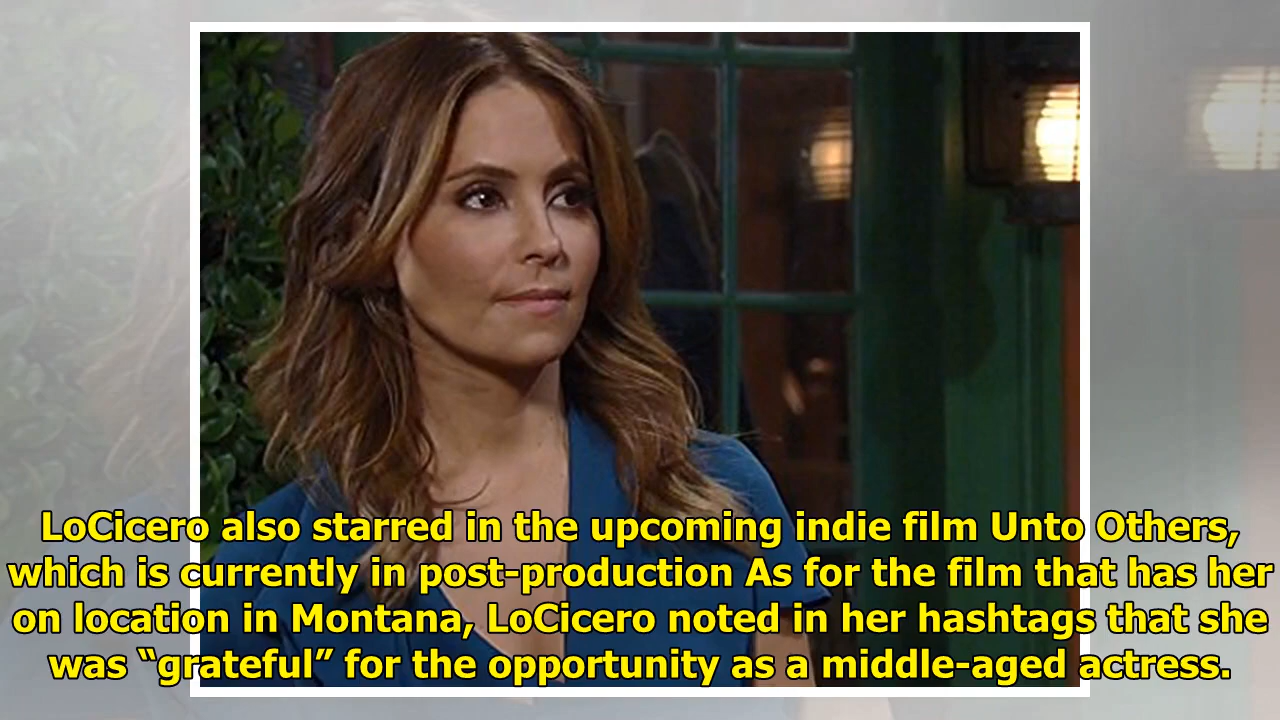 LoCicero also starred in the upcoming indie film Unto Others,
which is currently in post-production As for the film that has her
on location in Montana, LoCicero noted in her hashtags that she
was “grateful” for the opportunity as a middle-aged actress.